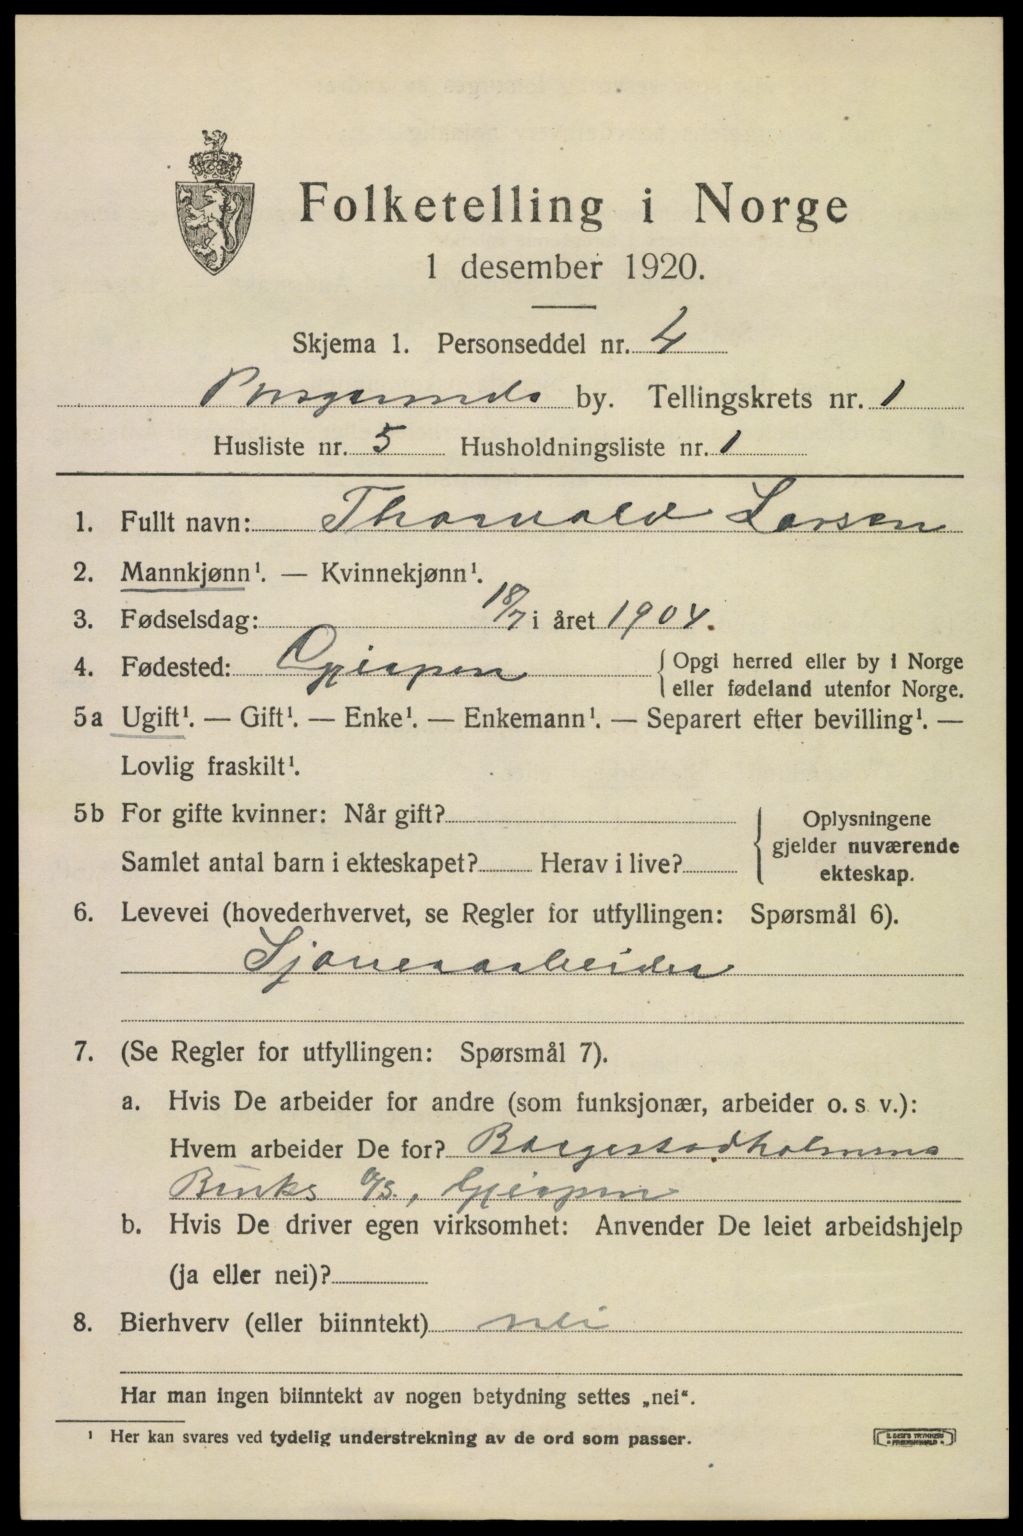 Folketelling i Norge
1 desember 1920.
Skjema 1. Personseddel nr. 4
Porsgrunds by. Tellingskrets nr. 1
Husliste nr. 5 Husholdningsliste nr. 1
1. Fullt navn: Thorvald Larsen
2. Mannkjønn¹. — Kvinnekjønn¹.
3. Fødselsdag: 18/7 i året 1904.
4. Fødested: Gjerpen { Opgi herred eller by i Norge
eller fødeland utenfor Norge.
5a Ugift¹. — Gift¹. — Enke¹. — Enkemann¹. — Separert efter bevilling¹. —
Lovlig fraskilt¹.
5b For gifte kvinner: Når gift? { Oplysningene
gjelder nuværende
Samlet antal barn i ekteskapet? Herav i live?
ekteskap.
6. Levevei (hovederhvervet, se Regler for utfyllingen: Spørsmål 6).
7. (Se Regler for utfyllingen: Spørsmål 7).
a. Hvis De arbeider for andre (som funksjonær, arbeider o. s v.):
Hvem arbeider De for? Borgestadholmens
Bruks A/S., Gjerpen
b. Hvis De driver egen virksomhet: Anvender De leiet arbeidshjelp
(ja eller nei)?
8. Bierhverv (eller biinntekt) nei
Har man ingen biinntekt av nogen betydning settes „nei“.
¹ Her kan svares ved tydelig understrekning av de ord som passer.